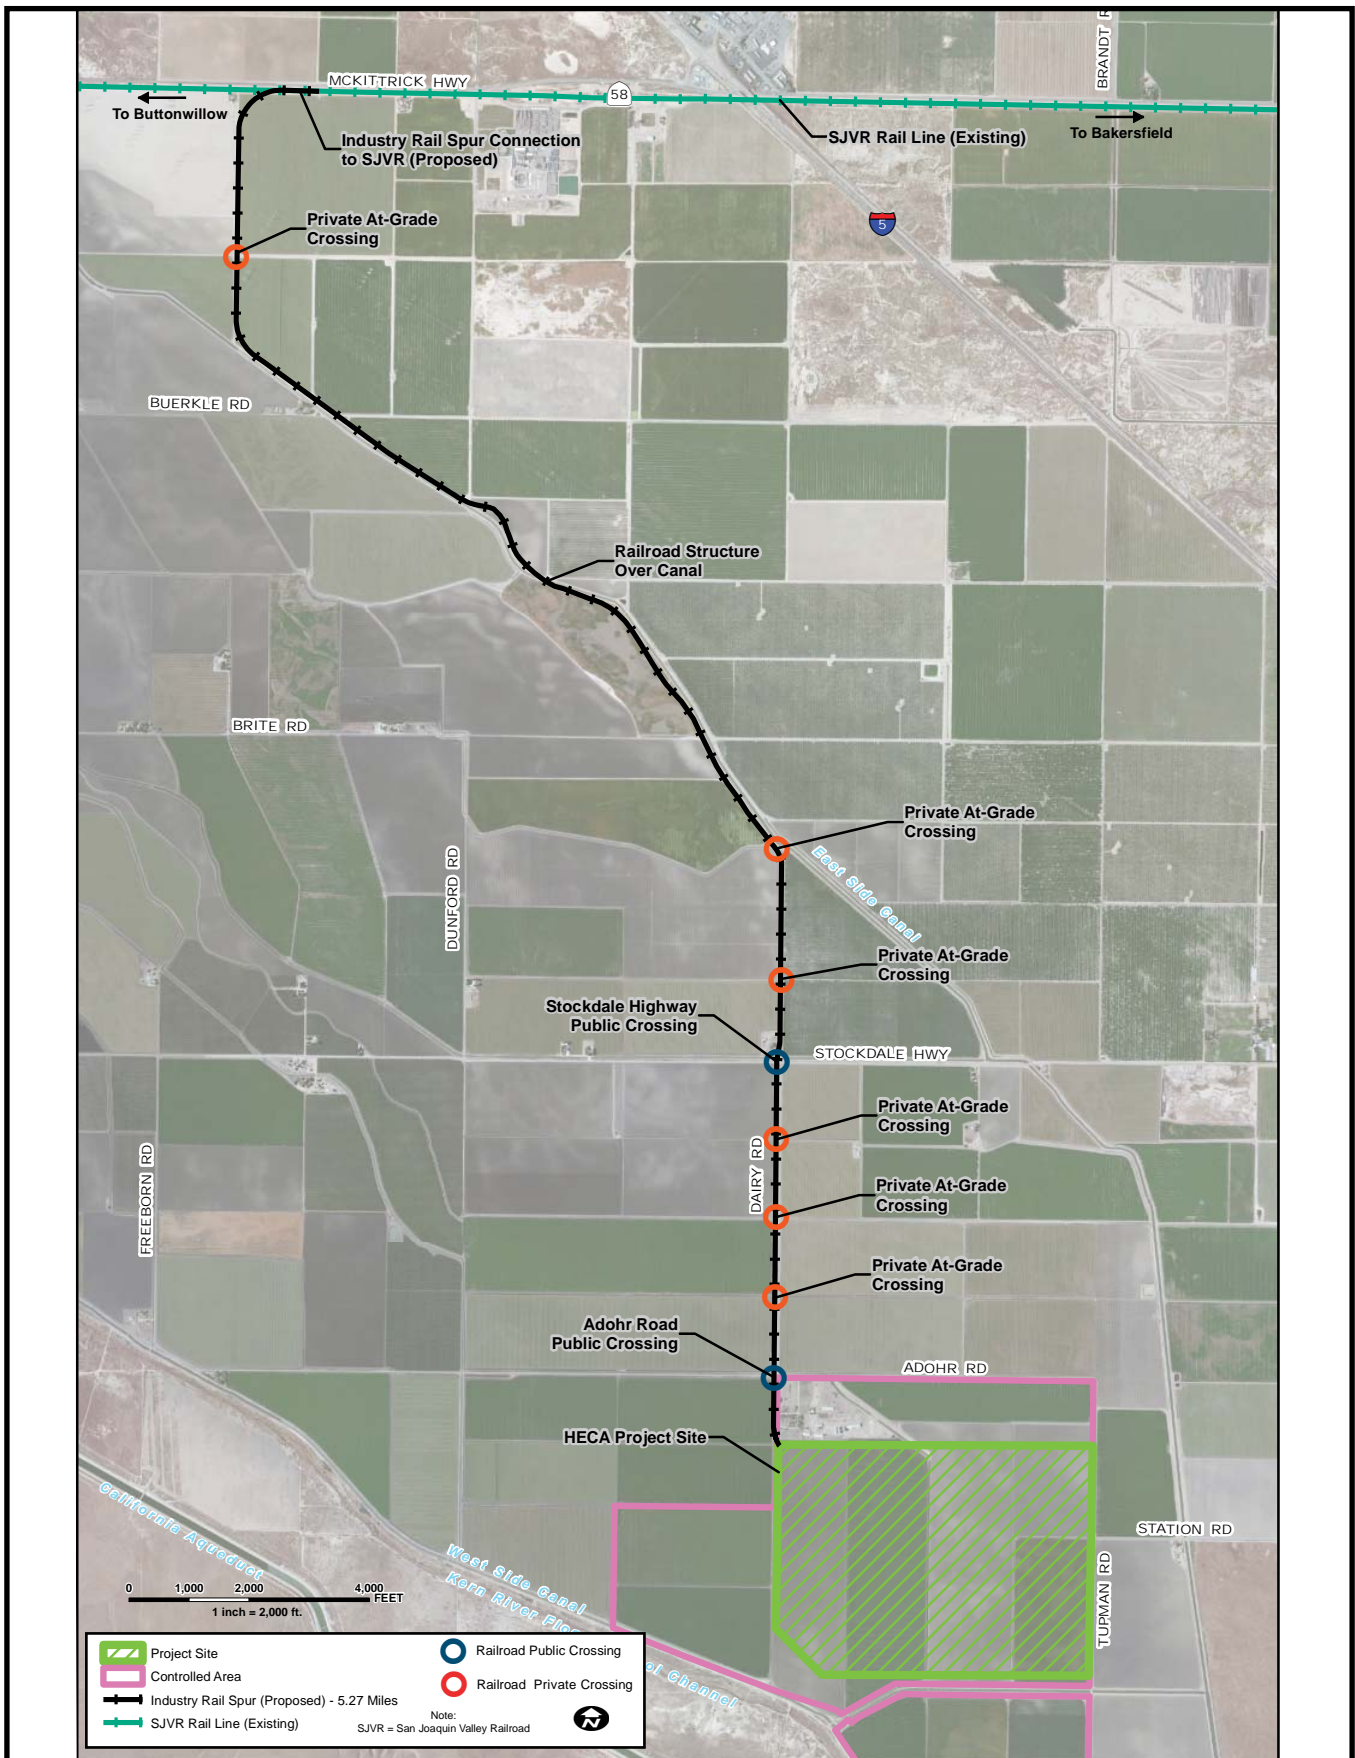 BRANDT R
MCKITTRICK HWY
58
To Buttonwillow
To Bakersfield
Industry Rail Spur Connection
to SJVR (Proposed)
SJVR Rail Line (Existing)
5
Private At-Grade
Crossing
BUERKLE RD
Railroad Structure
Over Canal
BRITE RD
Private At-Grade
Crossing
DUNFORD RD
East Side Canal
Private At-Grade
Crossing
Stockdale Highway
Public Crossing
STOCKDALE HWY
Private At-Grade
Crossing
DAIRY RD
FREEBORN RD
Private At-Grade
Crossing
Private At-Grade
Crossing
Adohr Road
Public Crossing
ADOHR RD
HECA Project Site
California Aqueduct
STATION RD
West Side Canal
Kern River Flo
ol Channel
TUPMAN RD
0 1,000 2,000 4,000
FEET
1 inch = 2,000 ft.
Project Site
Controlled Area
Industry Rail Spur (Proposed) - 5.27 Miles
SJVR Rail Line (Existing)
Railroad Public Crossing
Railroad Private Crossing
Note:
SJVR = San Joaquin Valley Railroad
N